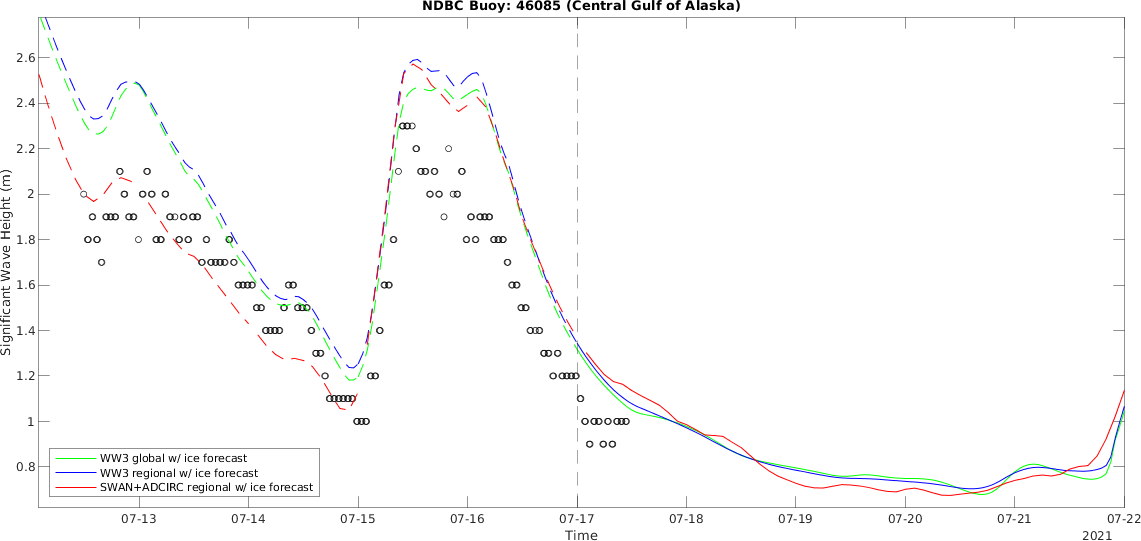 NDBC Buoy: 46085 (Central Gulf of Alaska)
Significant Wave Height (m)
2.6
2.4
2.2
2
1.8
1.6
1.4
1.2
1
0.8
WW3 global w/ ice forecast
WW3 regional w/ ice forecast
SWAN+ADCIRC regional w/ ice forecast
07-13 07-14 07-15 07-16 07-17 07-18 07-19 07-20 07-21 07-22
Time
2021